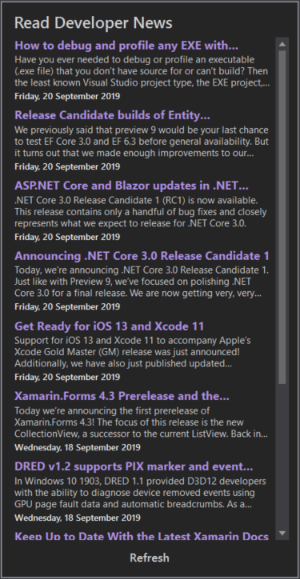 Read Developer News
How to debug and profile any EXE with...
Have you ever needed to debug or profile an executable
(.exe file) that you don't have source for or can't build? Then
the least known Visual Studio project type, the EXE project,...
Friday, 20 September 2019
Release Candidate builds of Entity...
We previously said that preview 9 would be your last chance
to test EF Core 3.0 and EF 6.3 before general availability. But
it turns out that we made enough improvements to our...
Friday, 20 September 2019
ASP.NET Core and Blazor updates in .NET...
.NET Core 3.0 Release Candidate 1 (RC1) is now available.
This release contains only a handful of bug fixes and closely
represents what we expect to release for .NET Core 3.0.
Friday, 20 September 2019
Announcing .NET Core 3.0 Release Candidate 1
Today, we're announcing .NET Core 3.0 Release Candidate 1.
Just like with Preview 9, we've focused on polishing .NET
Core 3.0 for a final release. We are now getting very, very...
Friday, 20 September 2019
Get Ready for iOS 13 and Xcode 11
Support for iOS 13 and Xcode 11 to accompany Apple's
Xcode Gold Master (GM) release was just announced!
Additionally, we have also just published updated...
Friday, 20 September 2019
Xamarin.Forms 4.3 Prerelease and the...
Today we're announcing the first prerelease of
Xamarin.Forms 4.3! The focus of this release is the new
CollectionView, a successor to the current ListView. Back in...
Wednesday, 18 September 2019
DRED v1.2 supports PIX marker and event...
In Windows 10 1903, DRED 1.1 provided D3D12 developers
with the ability to diagnose device removed events using
GPU page fault data and automatic breadcrumbs. As a...
Wednesday, 18 September 2019
Keep Up to Date With the Latest Xamarin Docs
Refresh